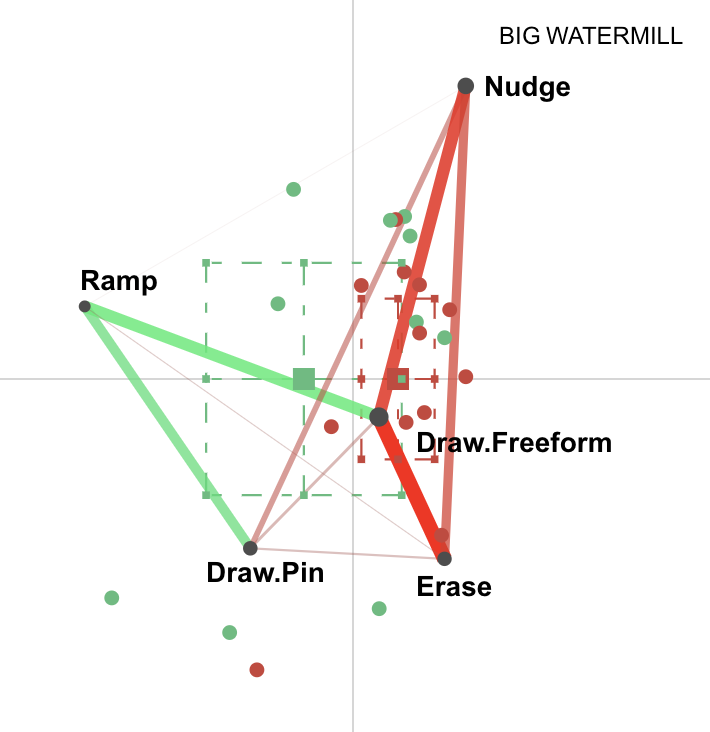 BIG WATERMILL
Nudge
Ramp
Draw.Freeform
Draw.Pin
Erase